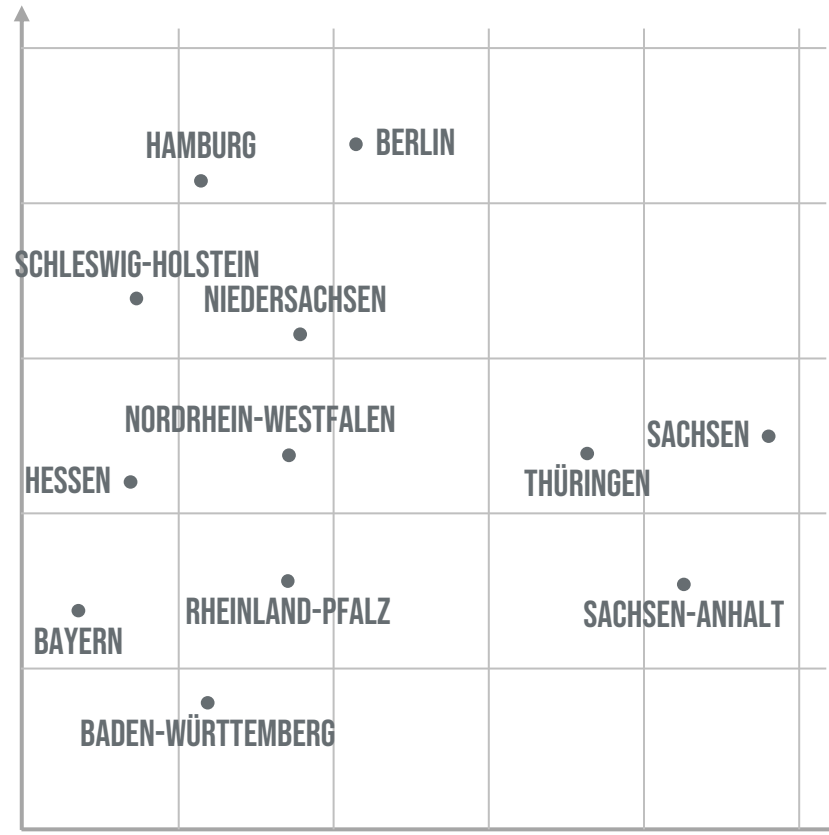 HAMBURG
BERLIN
SCHLESWIG-HOLSTEIN
NIEDERSACHSEN
NORDRHEIN-WESTFALEN
SACHSEN
HESSEN
THÜRINGEN
RHEINLAND-PFALZ
SACHSEN-ANHALT
BAYERN
BADEN-WÜRTTEMBERG